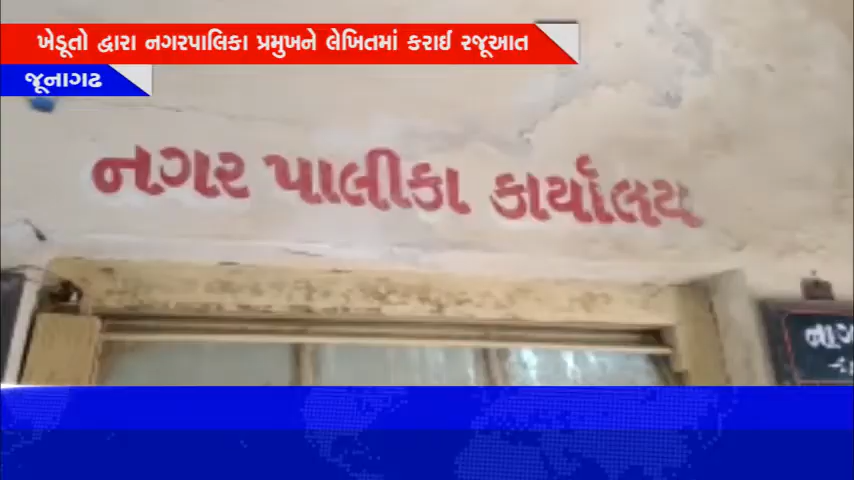 ખેડૂતો દ્વારા નગરપાલિકા પ્રમુખને લેખિતમાં કરાઈ રજૂઆત
જૂનાગઢ
નગર પાલીકા કાર્યાલય